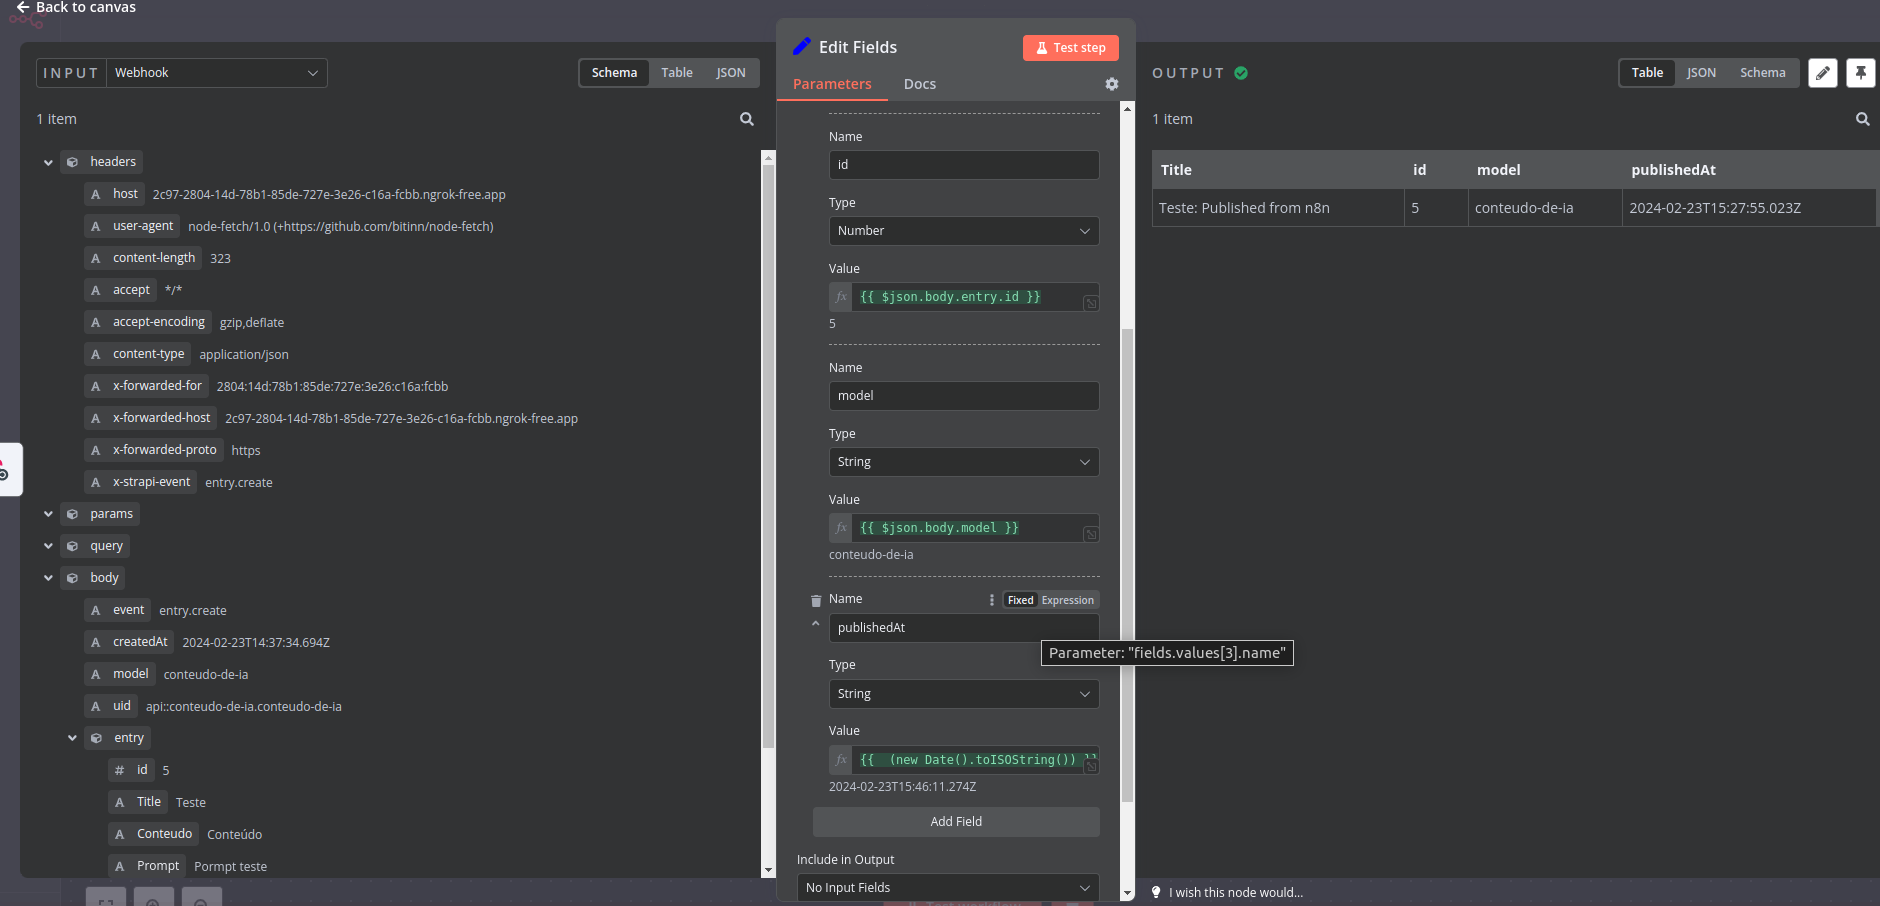 Back to canvas
INPUT
Webhook
Schema
Table
JSON
1 item
headers
A host 2c97-2804-14d-78b1-85de-727e-3e26-c16a-fcbb.ngrok-free.app
A user-agent node-fetch/1.0 (+https://github.com/bitinn/node-fetch)
A content-length 323
A accept */*
A accept-encoding gzip,deflate
A content-type application/json
A x-forwarded-for 2804:14d:78b1:85de:727e:3e26:c16a:fcbb
A x-forwarded-host 2c97-2804-14d-78b1-85de-727e-3e26-c16a-fcbb.ngrok-free.app
A x-forwarded-proto https
A x-strapi-event entry.create
params
query
body
A event entry.create
A createdAt 2024-02-23T14:37:34.694Z
A model conteudo-de-ia
A uid api::conteudo-de-ia.conteudo-de-ia
entry
# id 5
A Title Teste
A Conteudo Conteúdo
A Prompt Pormpt teste
Edit Fields
Test step
Parameters
Docs
Name
id
Type
Number
Value
fx {{ $json.body.entry.id }}
5
Name
model
Type
String
Value
fx {{ $json.body.model }}
conteudo-de-ia
Name
Fixed Expression
publishedAt
Parameter: "fields.values[3].name"
Type
String
Value
fx {{ (new Date().toISOString()) }}
2024-02-23T15:46:11.274Z
Add Field
Include in Output
No Input Fields
OUTPUT
Table
JSON
Schema
1 item
Title id model publishedAt
Teste: Published from n8n 5 conteudo-de-ia 2024-02-23T15:27:55.023Z
I wish this node would...